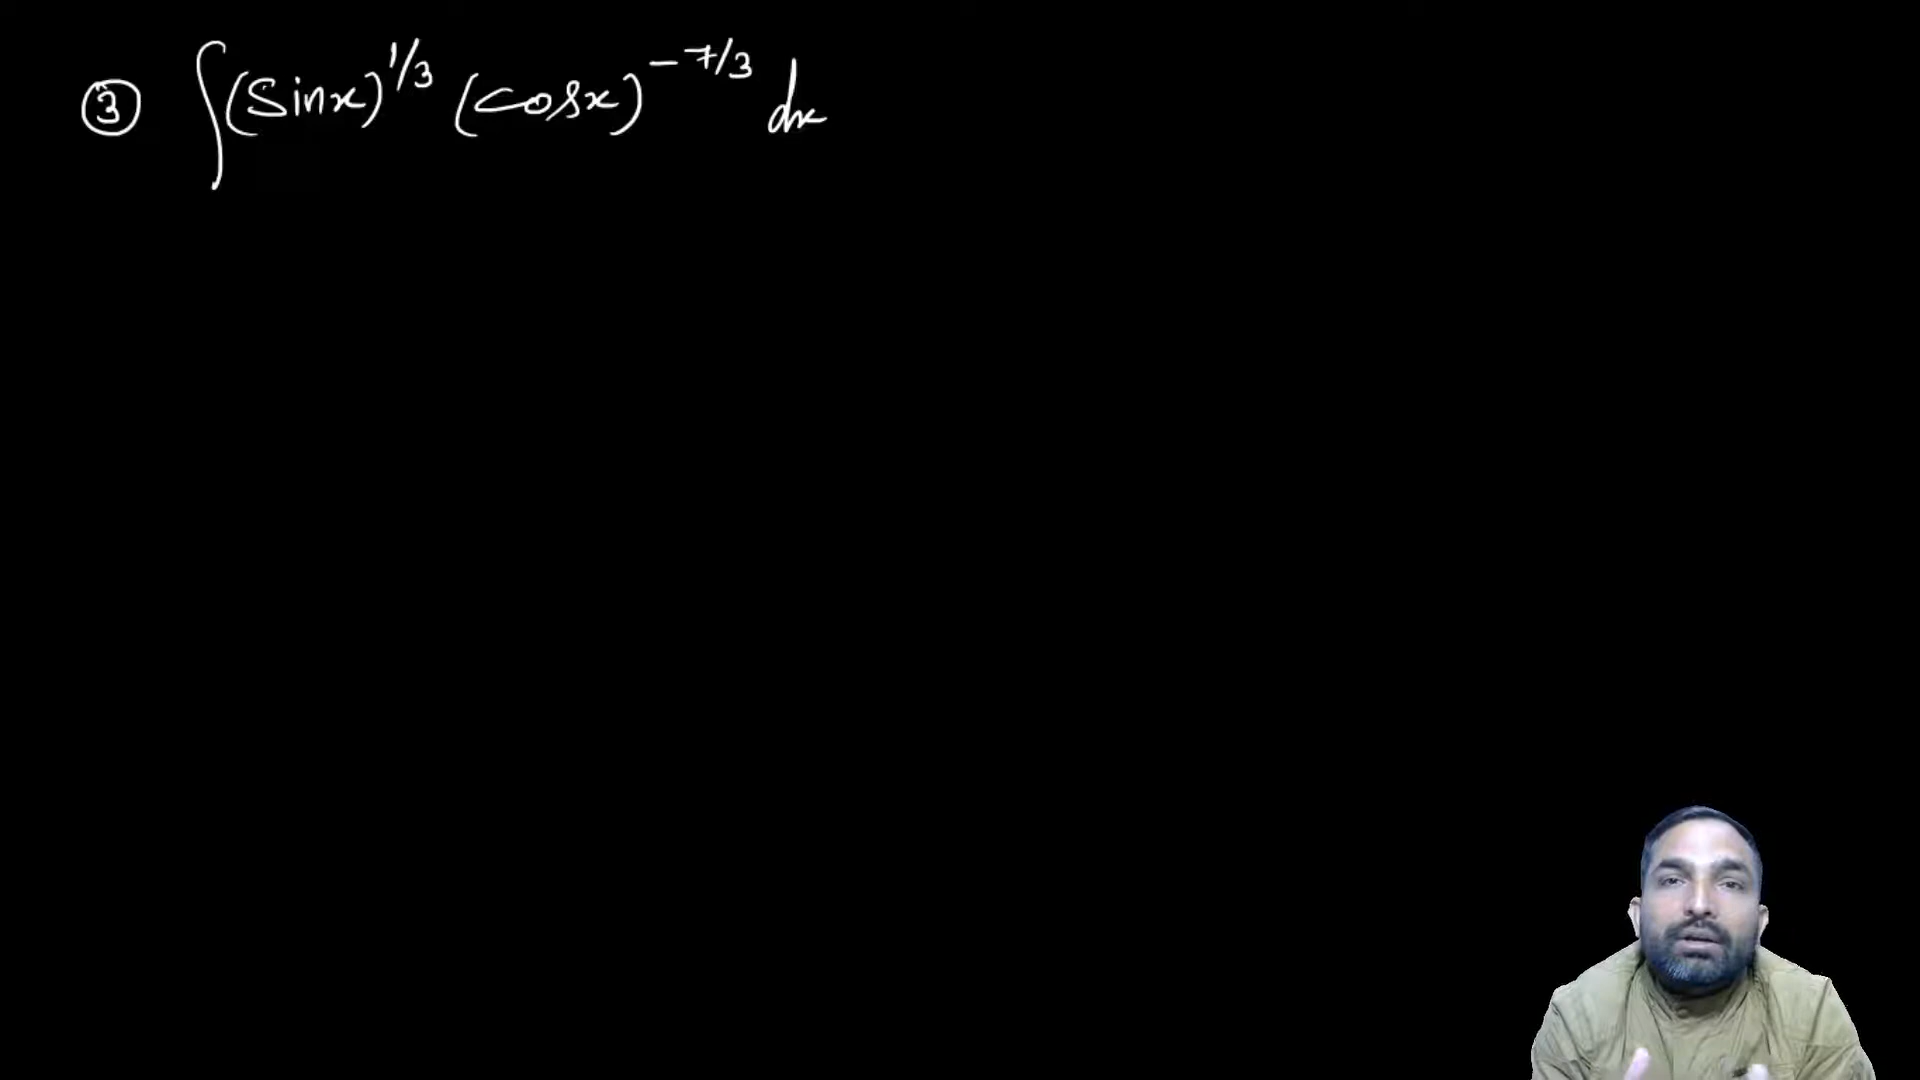 ③ ∫(Sinx)^1/3 (cosx)^-7/3 dx